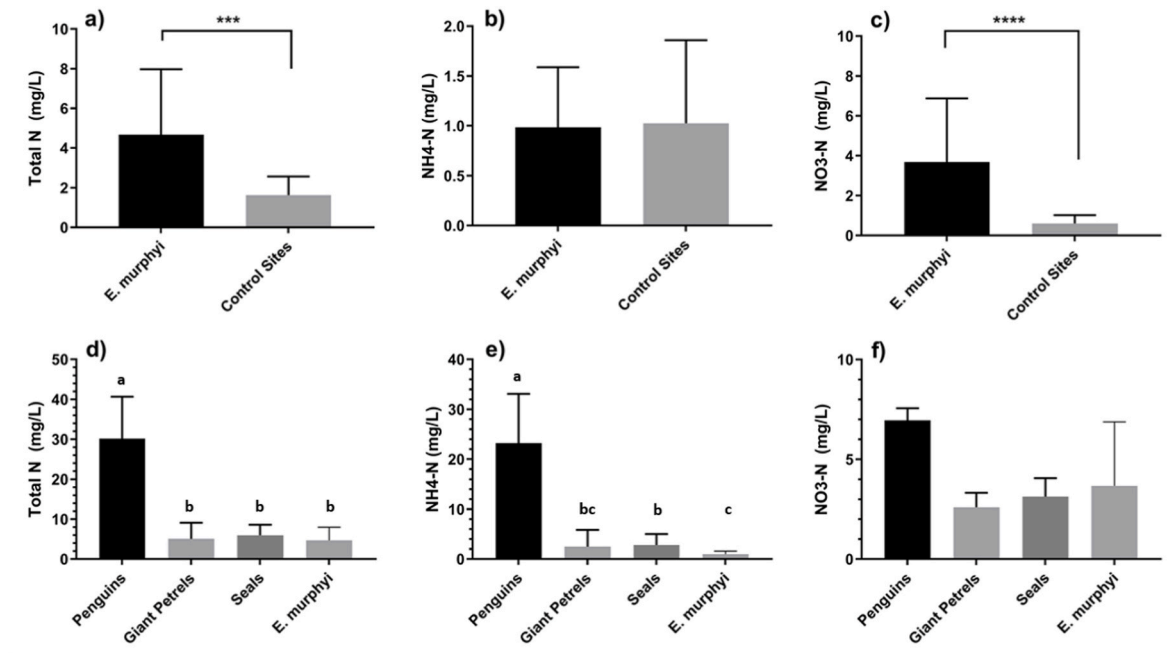 a)
***
Total N (mg/L)
10
8
6
4
2
0
E. murphyi
Control Sites
b)
NH4-N (mg/L)
2.0
1.5
1.0
0.5
0.0
E. murphyi
Control Sites
c)
****
NO3-N (mg/L)
10
8
6
4
2
0
E. murphyi
Control Sites
d)
Total N (mg/L)
50
40
30
20
10
0
a
b
b
b
Penguins
Giant Petrels
Seals
E. murphyi
e)
NH4-N (mg/L)
40
30
20
10
0
a
bc
b
c
Penguins
Giant Petrels
Seals
E. murphyi
f)
NO3-N (mg/L)
10
5
0
Penguins
Giant Petrels
Seals
E. murphyi